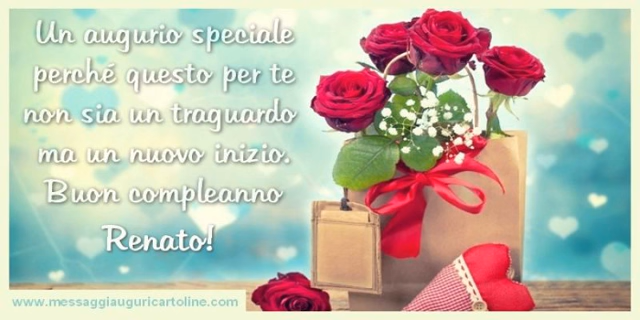 Un augurio speciale
perché questo per te
non sia un traguardo
ma un nuovo inizio.
Buon compleanno
Renato!
www.messaggiauguricartoline.com